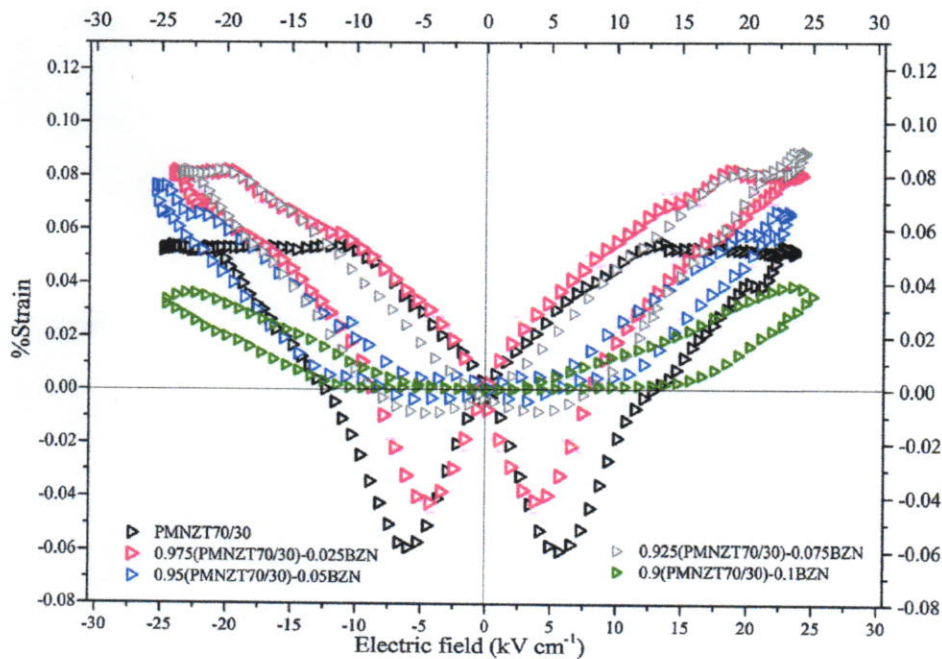 -30 -25 -20 -15 -10 -5 0 5 10 15 20 25 30
0.12 0.12
0.10 0.10
0.08 0.08
0.06 0.06
0.04 0.04
0.02 0.02
0.00 0.00
-0.02 -0.02
-0.04 -0.04
-0.06 -0.06
-0.08 -0.08
%Strain
PMNZT70/30
0.975(PMNZT70/30)-0.025BZN
0.95(PMNZT70/30)-0.05BZN
0.925(PMNZT70/30)-0.075BZN
0.9(PMNZT70/30)-0.1BZN
-30 -25 -20 -15 -10 -5 0 5 10 15 20 25 30
Electric field (kV cm⁻¹)